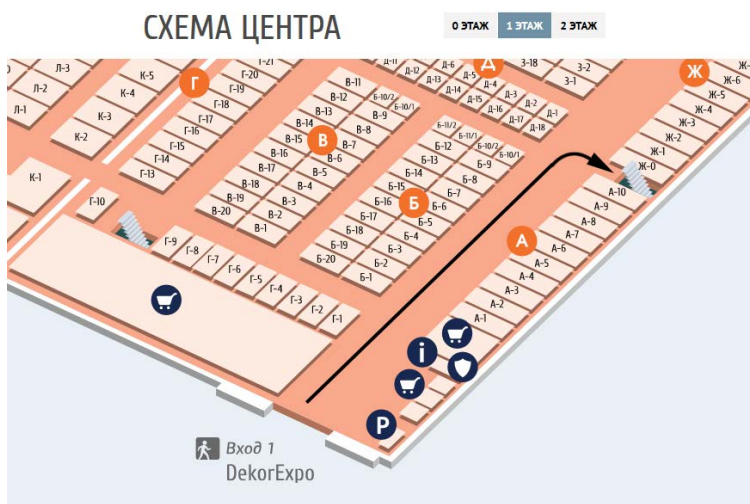 СХЕМА ЦЕНТРА
0 ЭТАЖ
1 ЭТАЖ
2 ЭТАЖ
Л-3
Л-2
Л-1
К-5
К-4
К-3
К-2
К-1
Г
Г-21
Г-20
Г-19
Г-18
Г-17
Г-16
Г-15
Г-14
Г-13
Г-10
Г-9
Г-8
Г-7
Г-6
Г-5
Г-4
Г-3
Г-2
Г-1
В
В-11
В-12
В-13
В-14
В-15
В-16
В-17
В-18
В-19
В-20
Б-10/2
Б-10/1
В-9
В-8
В-7
В-6
В-5
В-4
В-3
В-2
В-1
Б
Б-11/2
Б-11/1
Б-12
Б-13
Б-14
Б-15
Б-16
Б-17
Б-18
Б-19
Б-20
Б-10/2
Б-10/1
Б-9
Б-8
Б-7
Б-6
Б-5
Б-4
Б-3
Б-2
Б-1
Д
Д-11
Д-12
Д-13
Д-14
Д-15
Д-16
Д-17
Д-18
Д-6
Д-5
Д-4
Д-3
Д-2
Д-1
З-18
З-2
З-1
Ж
Ж-6
Ж-5
Ж-4
Ж-3
Ж-2
Ж-1
Ж-0
А
А-10
А-9
А-8
А-7
А-6
А-5
А-4
А-3
А-2
А-1
i
P
Вход 1
DekorExpo